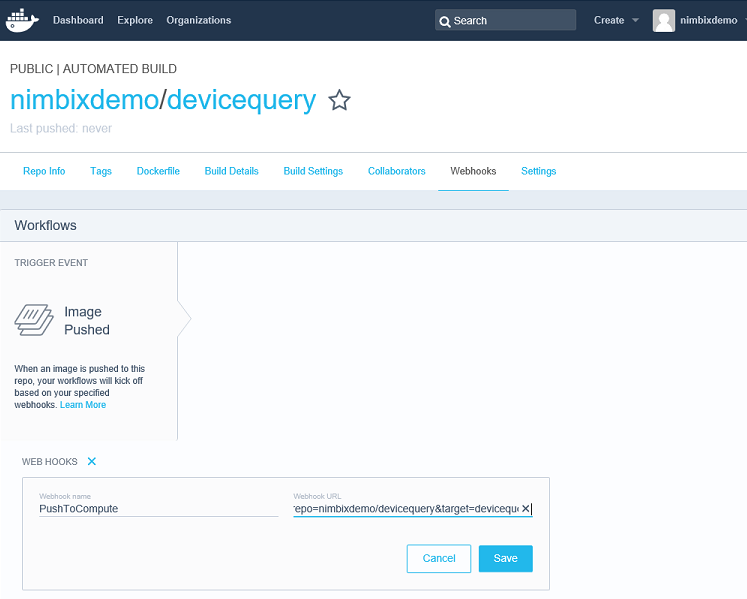 Dashboard Explore Organizations Search Create nimbixdemo
PUBLIC | AUTOMATED BUILD
nimbixdemo/devicequery
Last pushed: never
Repo Info Tags Dockerfile Build Details Build Settings Collaborators Webhooks Settings
Workflows
TRIGGER EVENT
Image
Pushed
When an image is pushed to this
repo, your workflows will kick off
based on your specified
webhooks. Learn More
WEB HOOKS
Webhook name
PushToCompute
Webhook URL
repo=nimbixdemo/devicequery&target=devicequ
Cancel Save